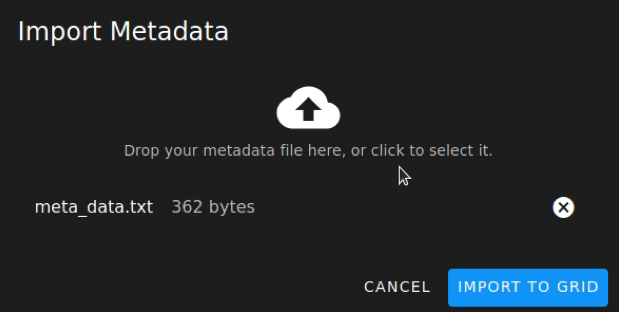 Import Metadata
Drop your metadata file here, or click to select it.
meta_data.txt 362 bytes
CANCEL IMPORT TO GRID